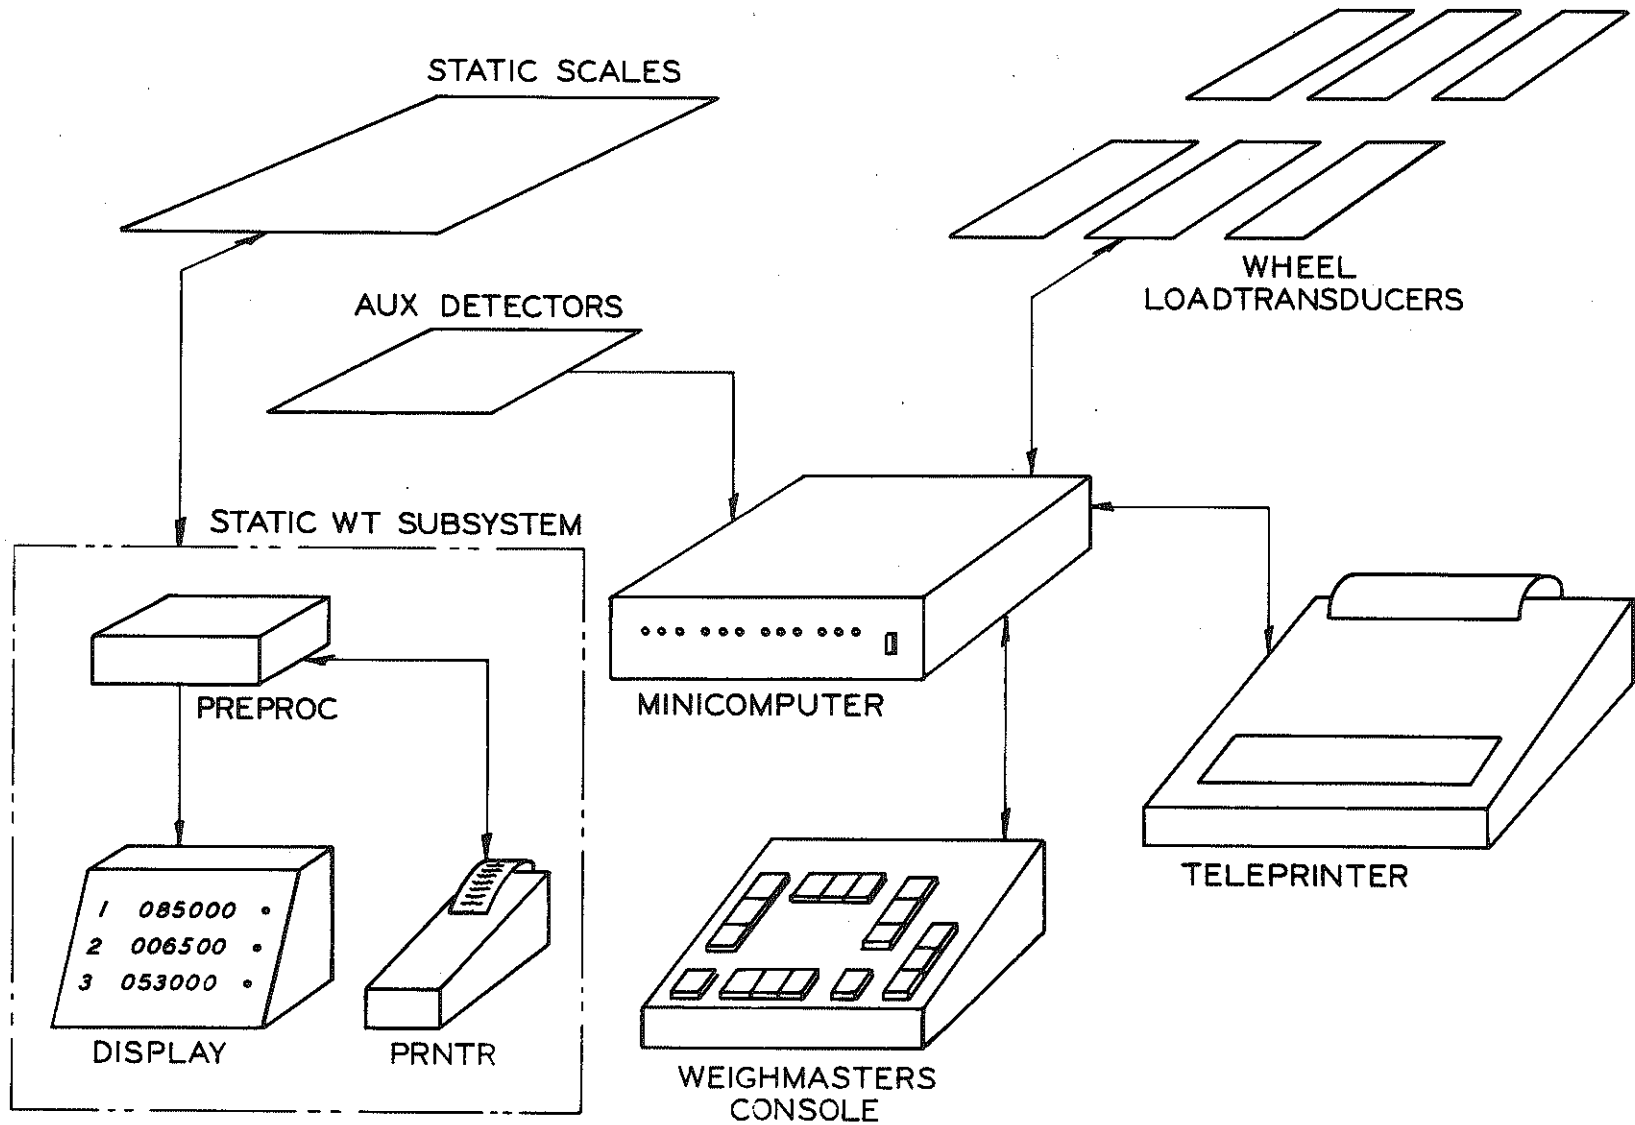 STATIC SCALES
WHEEL
LOADTRANSDUCERS
AUX DETECTORS
STATIC WT SUBSYSTEM
PREPROC
MINICOMPUTER
TELEPRINTER
1 085000
2 006500
3 053000
DISPLAY
PRNTR
WEIGHMASTERS
CONSOLE